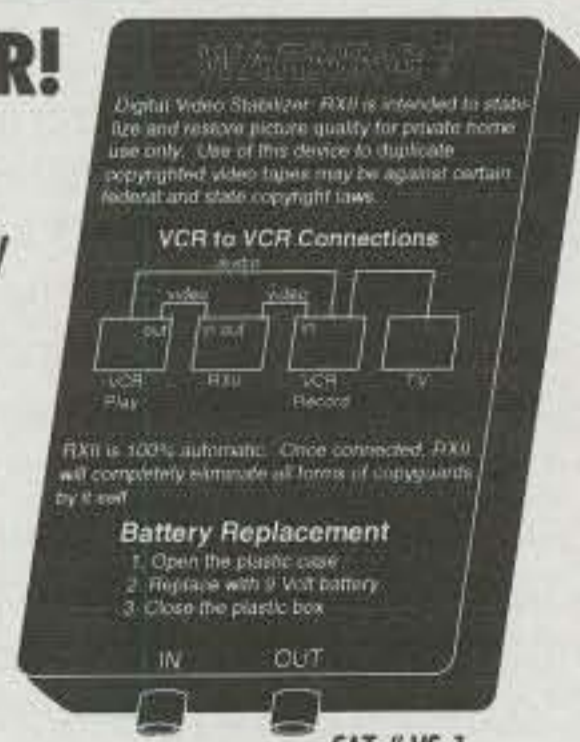 R!
WARNING!
Digital Video Stabilizer: RXII is intended to stabi-
lize and restore picture quality for private home
use only. Use of this device to duplicate
copyrighted video tapes may be against certain
federal and state copyright laws.
VCR to VCR Connections
audio
video video
out in out in
VCR RXII VCR TV
Play Record
RXII is 100% automatic. Once connected, RXII
will completely eliminate all forms of copyguards
by it self
Battery Replacement
1. Open the plastic case
2. Replace with 9 Volt battery
3. Close the plastic box
IN OUT